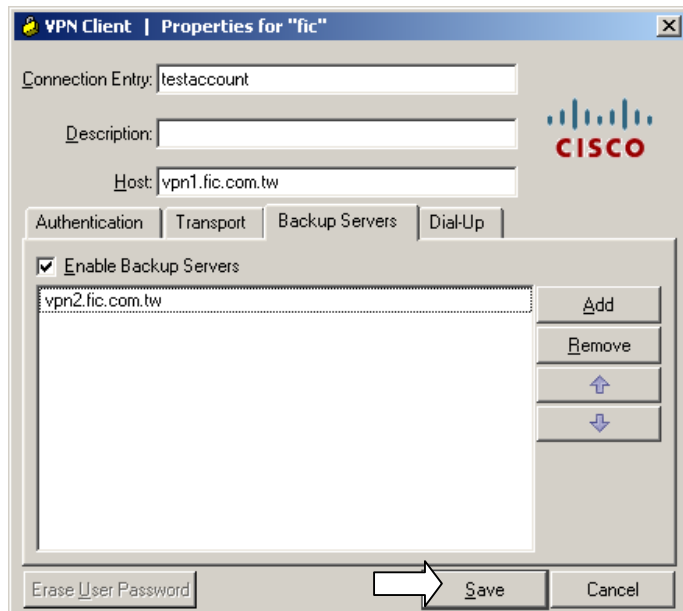 VPN Client | Properties for "fic"
Connection Entry: testaccount
Description:
CISCO
Host: vpn1.fic.com.tw
Authentication Transport Backup Servers Dial-Up
Enable Backup Servers
vpn2.fic.com.tw
Add
Remove
Erase User Password Save Cancel